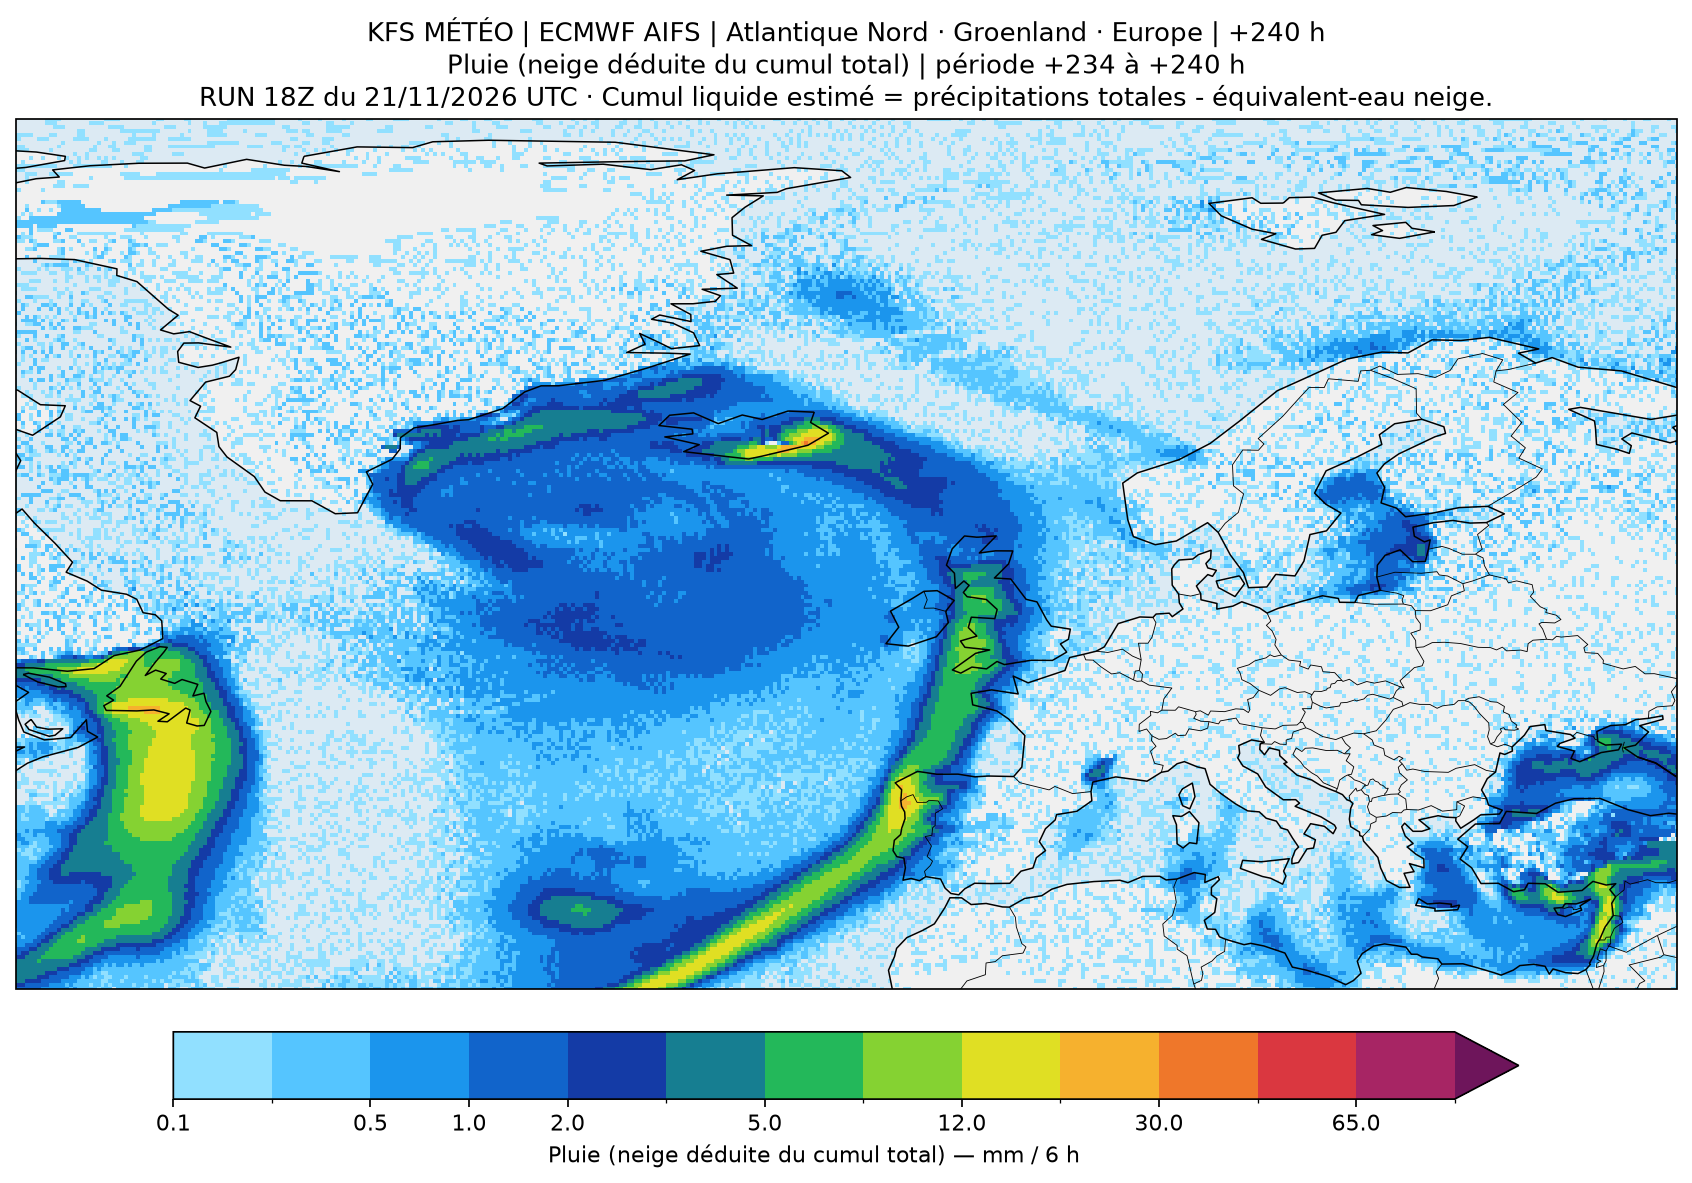 KFS MÉTÉO | ECMWF AIFS | Atlantique Nord · Groenland · Europe | +240 h
Pluie (neige déduite du cumul total) | période +234 à +240 h
RUN 18Z du 21/11/2026 UTC · Cumul liquide estimé = précipitations totales - équivalent-eau neige.
0.1 0.5 1.0 2.0 5.0 12.0 30.0 65.0
Pluie (neige déduite du cumul total) — mm / 6 h